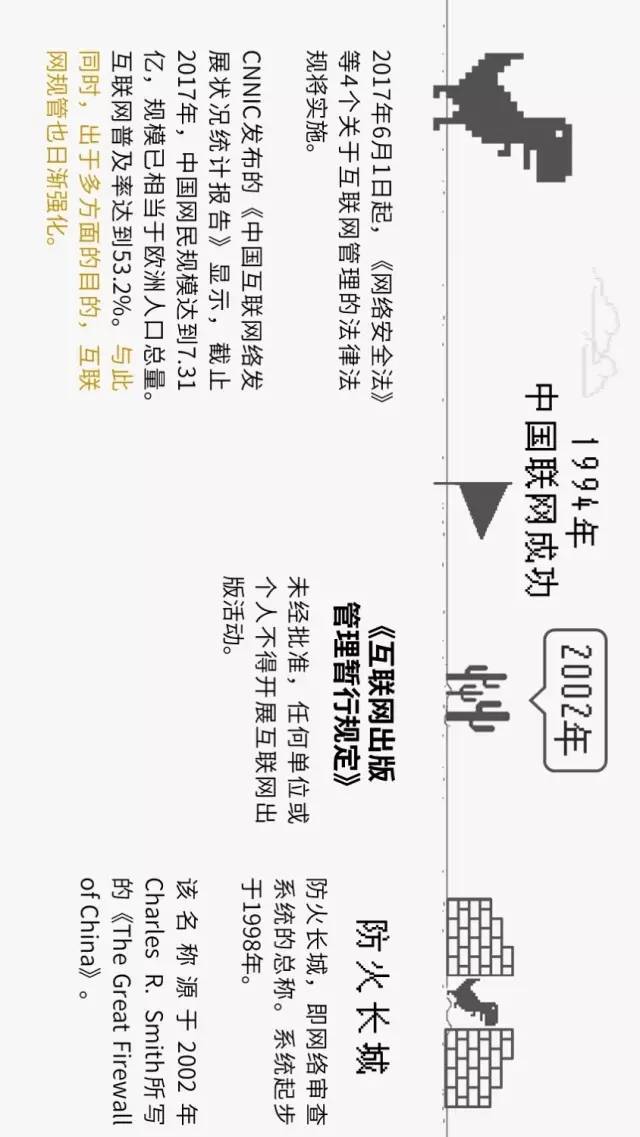 2017年6月1日起，《网络安全法》
等4个关于互联网管理的法律法
规将实施。
CNNIC发布的《中国互联网络发
展状况统计报告》显示，截止
2017年，中国网民规模达到7.31
亿，规模已相当于欧洲人口总量。
互联网普及率达到53.2%。与此
同时，出于多方面的目的，互联
网规管也日渐强化。
1994年
中国联网成功
2002年
《互联网出版
管理暂行规定》
未经批准，任何单位或
个人不得开展互联网出
版活动。
防火长城
防火长城，即网络审查
系统的总称。系统起步
于1998年。
该名称源于2002年
Charles R. Smith所写
的《The Great Firewall
of China》。